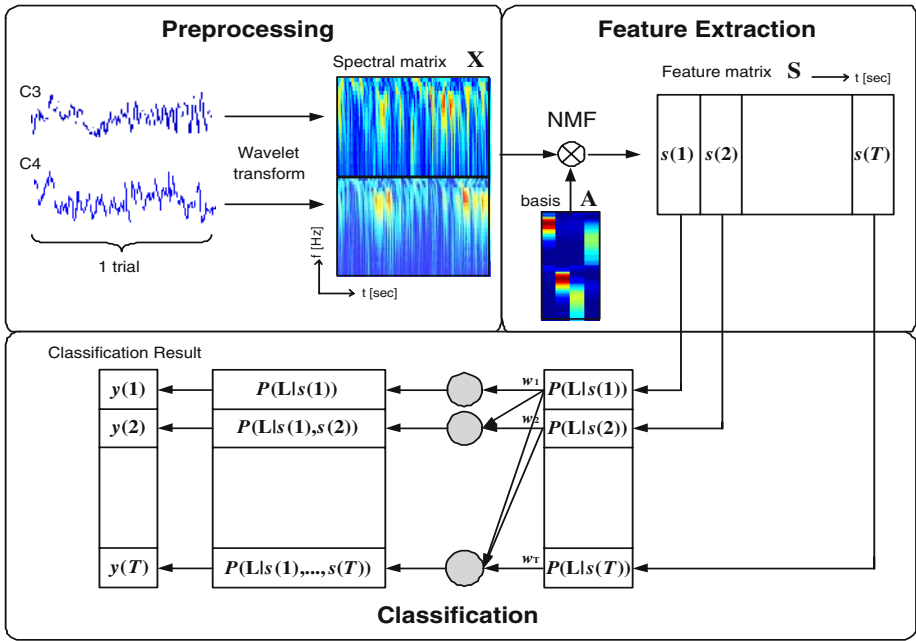 Preprocessing
Spectral matrix X
C3
C4
Wavelet
transform
1 trial
f [Hz]
t [sec]
Feature Extraction
Feature matrix S t [sec]
NMF
basis A
s(1) s(2) s(T)
Classification Result
y(1) P(L|s(1)) w1 P(L|s(1))
y(2) P(L|s(1),s(2)) w2 P(L|s(2))
y(T) P(L|s(1),...,s(T)) wT P(L|s(T))
Classification